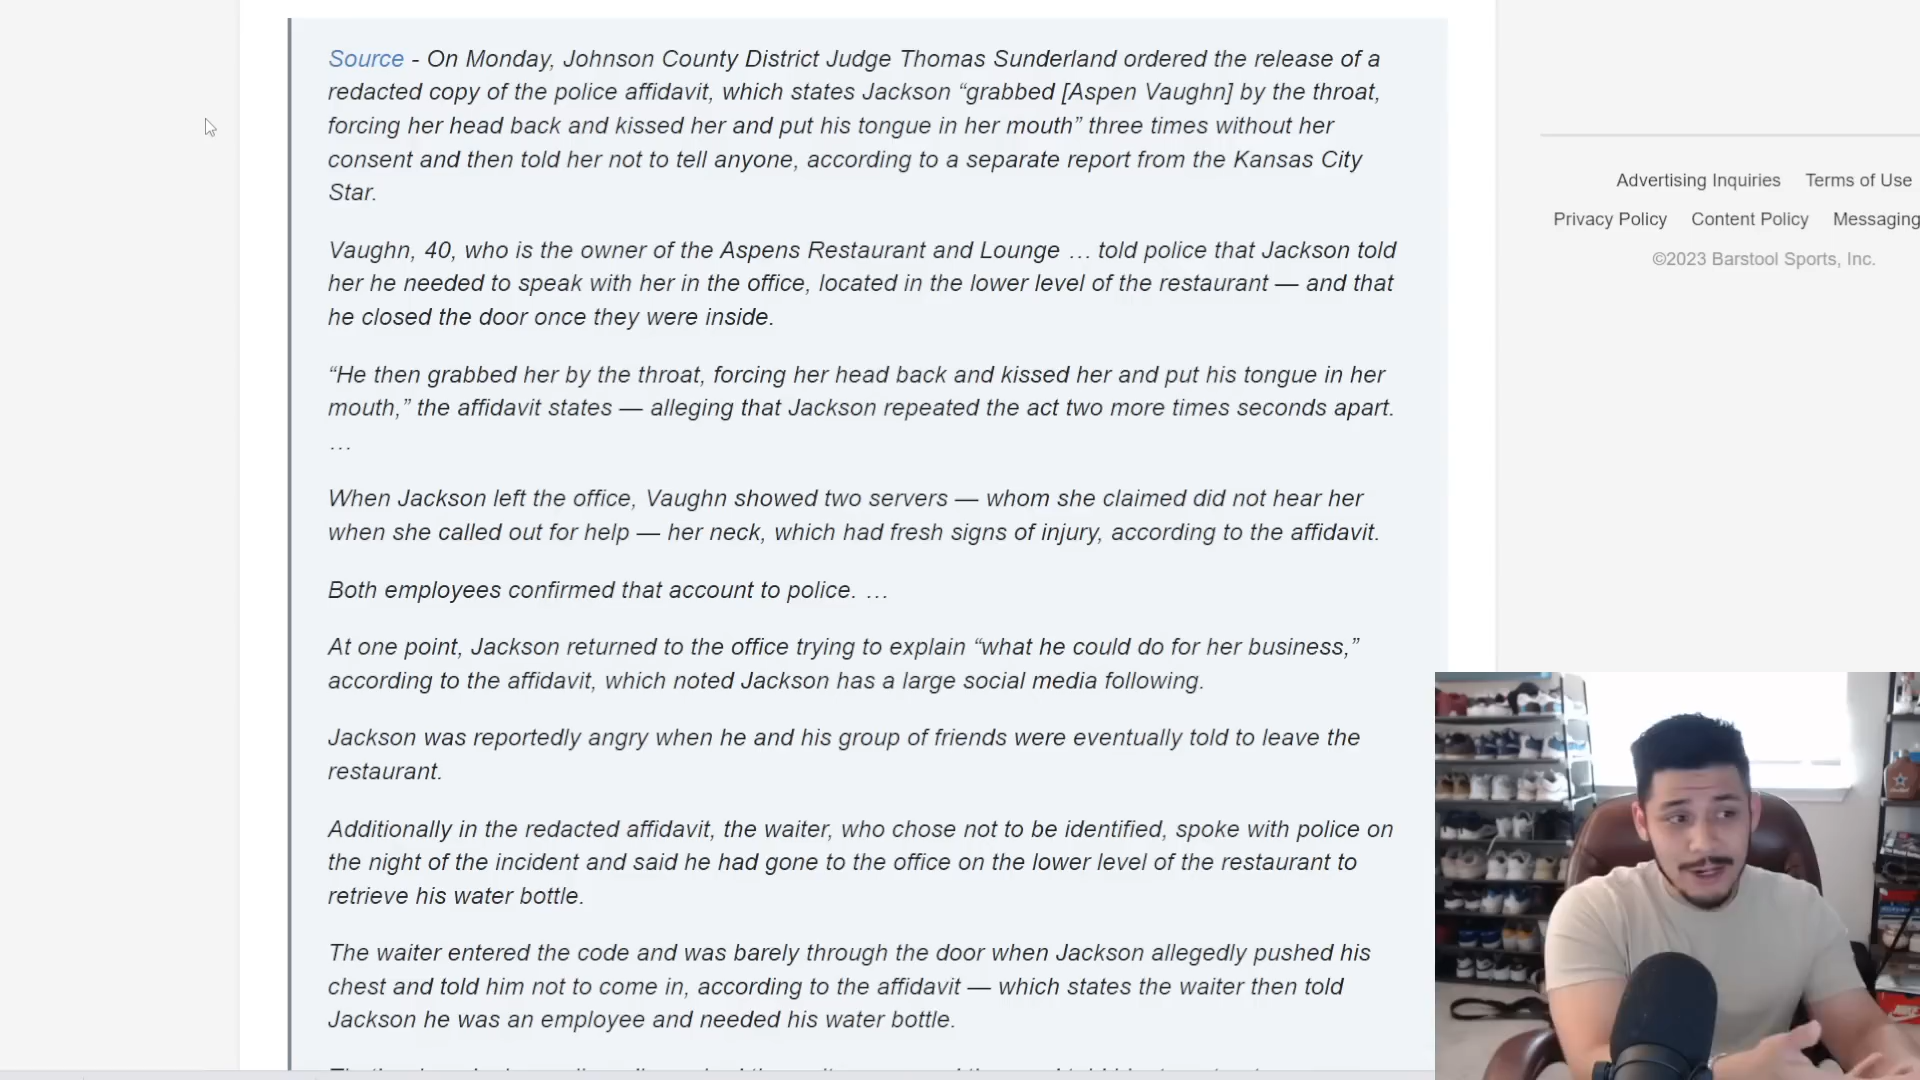 Source - On Monday, Johnson County District Judge Thomas Sunderland ordered the release of a
redacted copy of the police affidavit, which states Jackson “grabbed [Aspen Vaughn] by the throat,
forcing her head back and kissed her and put his tongue in her mouth” three times without her
consent and then told her not to tell anyone, according to a separate report from the Kansas City
Star.
Vaughn, 40, who is the owner of the Aspens Restaurant and Lounge … told police that Jackson told
her he needed to speak with her in the office, located in the lower level of the restaurant — and that
he closed the door once they were inside.
“He then grabbed her by the throat, forcing her head back and kissed her and put his tongue in her
mouth,” the affidavit states — alleging that Jackson repeated the act two more times seconds apart.
…
When Jackson left the office, Vaughn showed two servers — whom she claimed did not hear her
when she called out for help — her neck, which had fresh signs of injury, according to the affidavit.
Both employees confirmed that account to police. …
At one point, Jackson returned to the office trying to explain “what he could do for her business,”
according to the affidavit, which noted Jackson has a large social media following.
Jackson was reportedly angry when he and his group of friends were eventually told to leave the
restaurant.
Additionally in the redacted affidavit, the waiter, who chose not to be identified, spoke with police on
the night of the incident and said he had gone to the office on the lower level of the restaurant to
retrieve his water bottle.
The waiter entered the code and was barely through the door when Jackson allegedly pushed his
chest and told him not to come in, according to the affidavit — which states the waiter then told
Jackson he was an employee and needed his water bottle.
Advertising Inquiries Terms of Use
Privacy Policy Content Policy Messaging
©2023 Barstool Sports, Inc.